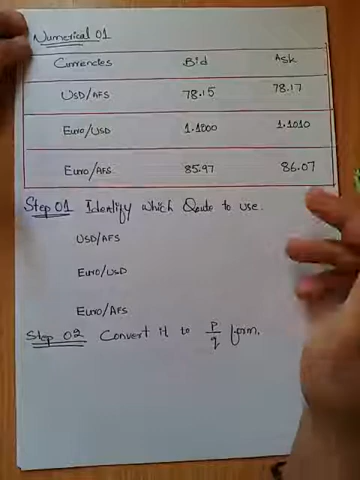 Numerical 01
Currencies Bid Ask
USD/AFS 78.15 78.17
Euro/USD 1.1000 1.1010
Euro/AFS 85.97 86.07
Step 01 Identify which Qoute to use.
USD/AFS
Euro/USD
Euro/AFS
Step 02 Convert it to P/q form.